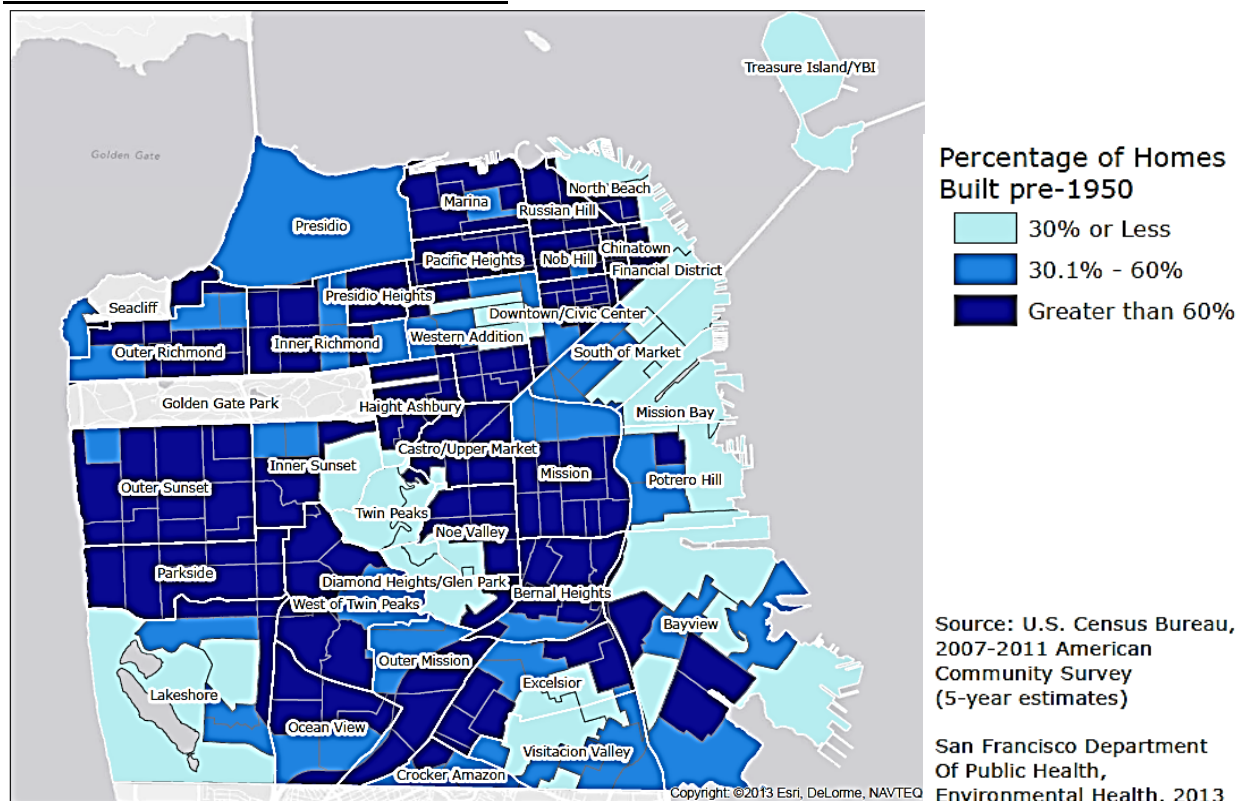 Treasure Island/YBI
Golden Gate
North Beach
Marina
Russian Hill
Presidio
Chinatown
Pacific Heights
Nob Hill
Financial District
Presidio Heights
Seacliff
Downtown/Civic Center
Western Addition
Inner Richmond
Outer Richmond
South of Market
Golden Gate Park
Haight Ashbury
Mission Bay
Castro/Upper Market
Inner Sunset
Mission
Potrero Hill
Outer Sunset
Twin Peaks
Noe Valley
Parkside
Diamond Heights/Glen Park
Bernal Heights
West of Twin Peaks
Bayview
Outer Mission
Excelsior
Lakeshore
Ocean View
Visitacion Valley
Crocker Amazon
Copyright: ©2013 Esri, DeLorme, NAVTEQ
Percentage of Homes
Built pre-1950
30% or Less
30.1% - 60%
Greater than 60%
Source: U.S. Census Bureau,
2007-2011 American
Community Survey
(5-year estimates)
San Francisco Department
Of Public Health,
Environmental Health, 2013